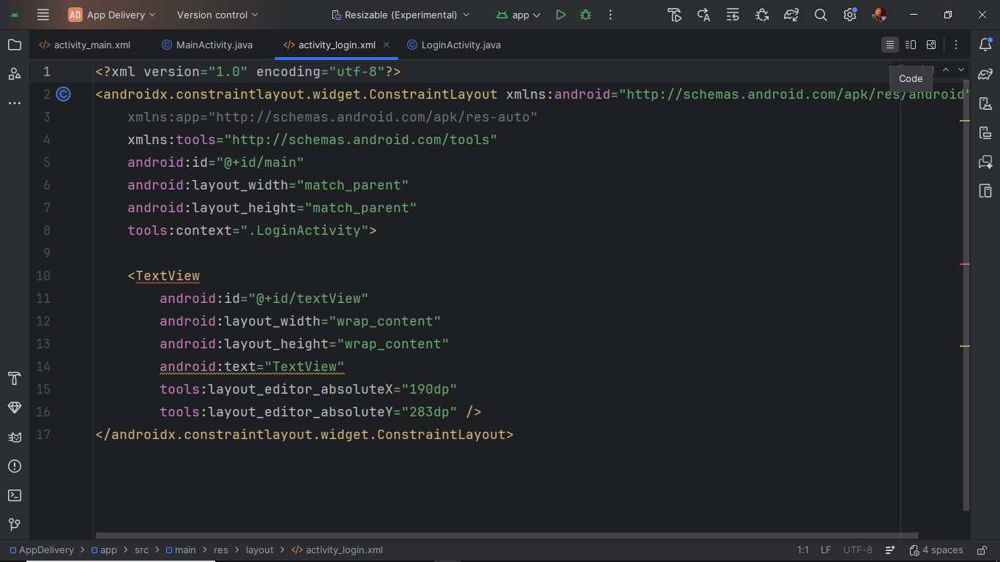 AD App Delivery Version control Resizable (Experimental) app
activity_main.xml MainActivity.java activity_login.xml LoginActivity.java
Code
1 <?xml version="1.0" encoding="utf-8"?>
2 <androidx.constraintlayout.widget.ConstraintLayout xmlns:android="http://schemas.android.com/apk/res/android"
3 xmlns:app="http://schemas.android.com/apk/res-auto"
4 xmlns:tools="http://schemas.android.com/tools"
5 android:id="@+id/main"
6 android:layout_width="match_parent"
7 android:layout_height="match_parent"
8 tools:context=".LoginActivity">
9
10 <TextView
11 android:id="@+id/textView"
12 android:layout_width="wrap_content"
13 android:layout_height="wrap_content"
14 android:text="TextView"
15 tools:layout_editor_absoluteX="190dp"
16 tools:layout_editor_absoluteY="283dp" />
17 </androidx.constraintlayout.widget.ConstraintLayout>
AppDelivery > app > src > main > res > layout > activity_login.xml 1:1 LF UTF-8 4 spaces